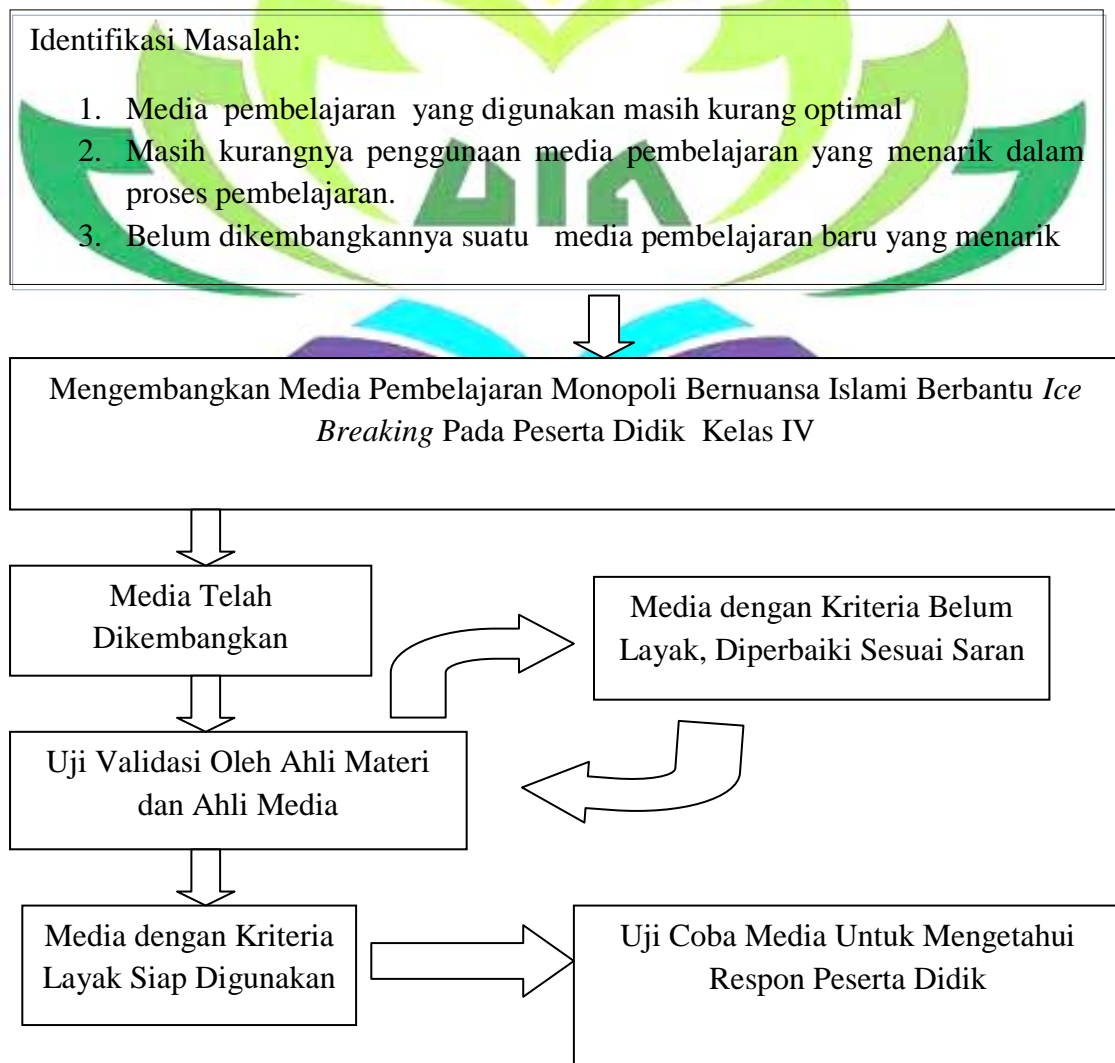 Identifikasi Masalah:
1. Media pembelajaran yang digunakan masih kurang optimal
2. Masih kurangnya penggunaan media pembelajaran yang menarik dalam
proses pembelajaran.
3. Belum dikembangkannya suatu media pembelajaran baru yang menarik
Mengembangkan Media Pembelajaran Monopoli Bernuansa Islami Berbantu Ice
Breaking Pada Peserta Didik Kelas IV
Media Telah
Dikembangkan
Media dengan Kriteria Belum
Layak, Diperbaiki Sesuai Saran
Uji Validasi Oleh Ahli Materi
dan Ahli Media
Media dengan Kriteria
Layak Siap Digunakan
Uji Coba Media Untuk Mengetahui
Respon Peserta Didik